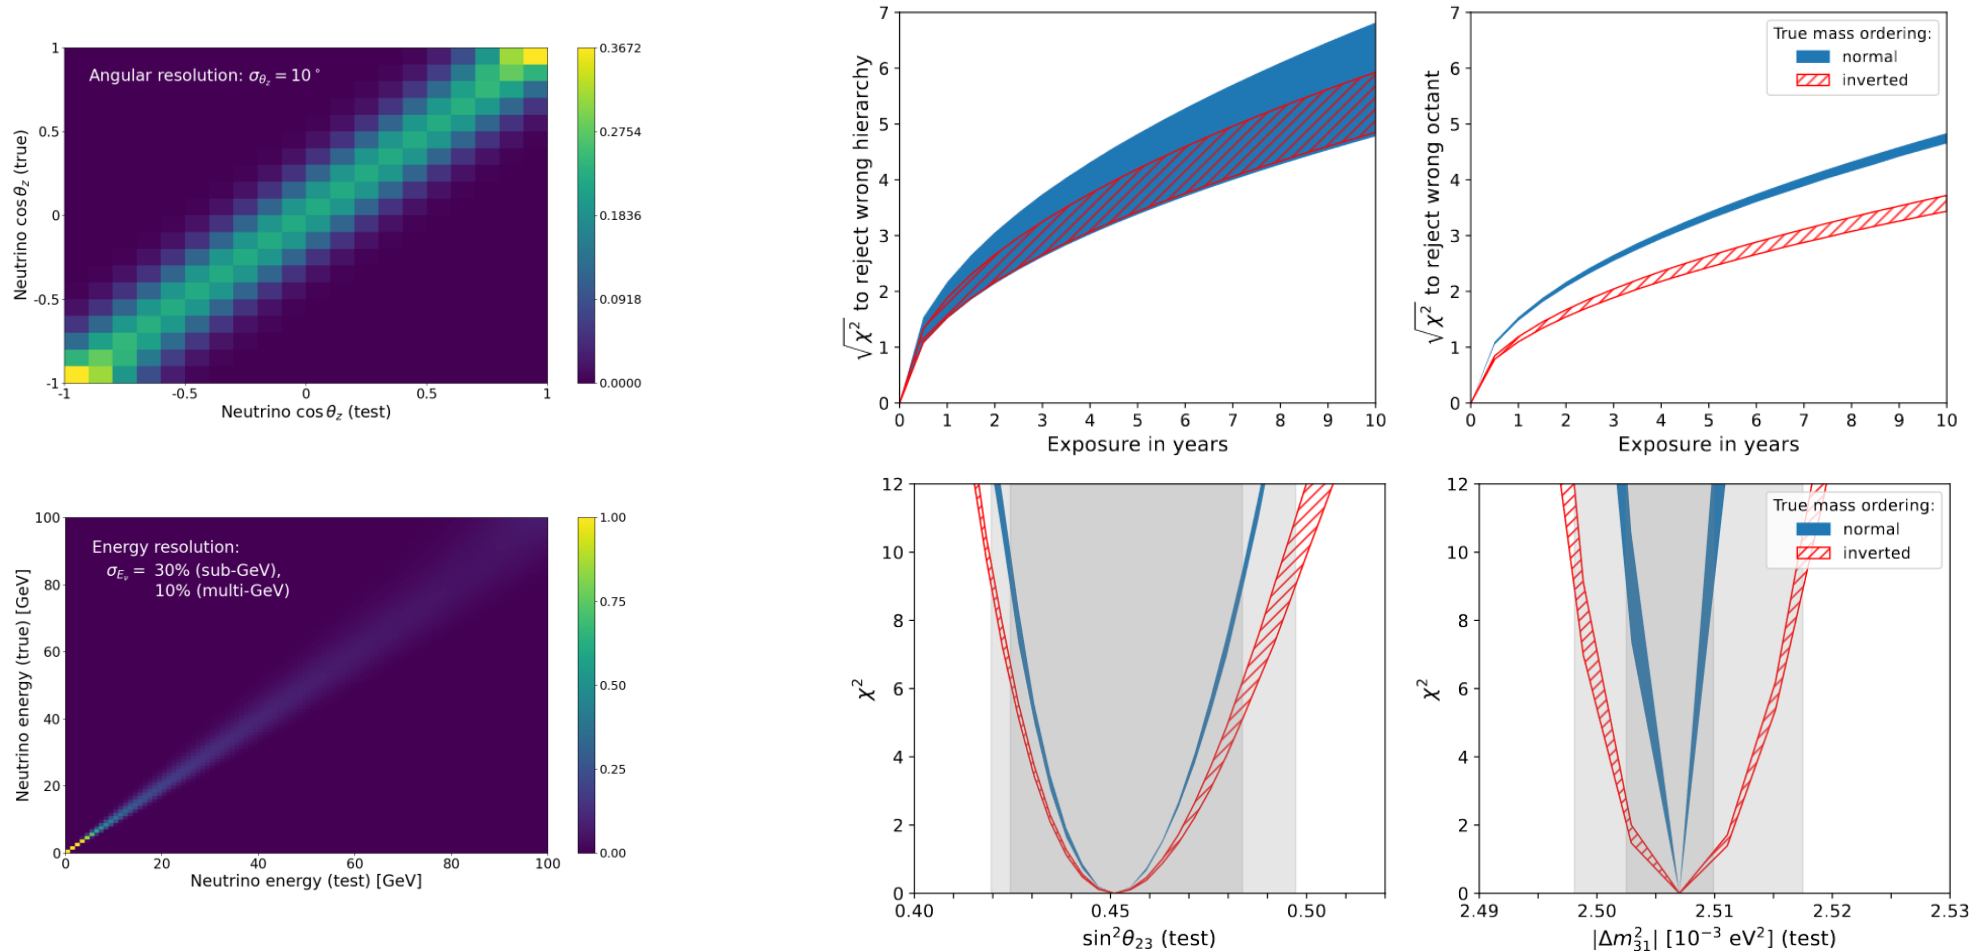 Angular resolution: σθz = 10°
1
0.5
0
-0.5
-1
Neutrino cos θz (true)
-1
-0.5
0
0.5
1
Neutrino cos θz (test)
0.3672
0.2754
0.1836
0.0918
0.0000
7
6
5
4
3
2
1
0
√χ² to reject wrong hierarchy
0 1 2 3 4 5 6 7 8 9 10
Exposure in years
7
6
5
4
3
2
1
0
√χ² to reject wrong octant
0 1 2 3 4 5 6 7 8 9 10
Exposure in years
True mass ordering:
normal
inverted
Energy resolution:
σEν = 30% (sub-GeV),
10% (multi-GeV)
100
80
60
40
20
0
Neutrino energy (true) [GeV]
0 20 40 60 80 100
Neutrino energy (test) [GeV]
1.00
0.75
0.50
0.25
0.00
12
10
8
6
4
2
0
χ²
0.40 0.45 0.50
sin²θ23 (test)
12
10
8
6
4
2
0
χ²
2.49 2.50 2.51 2.52 2.53
|Δm²31| [10⁻³ eV²] (test)
True mass ordering:
normal
inverted